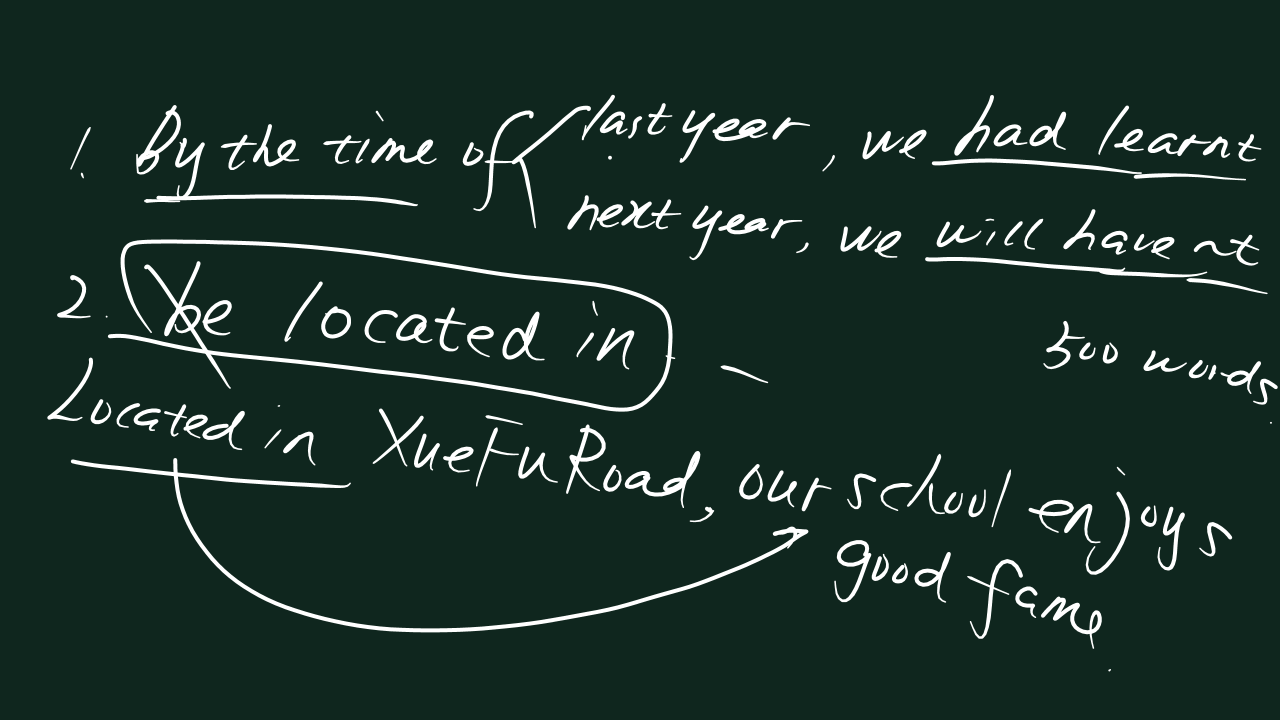 1. By the time of last year, we had learnt
next year, we will have
500 words.
2. be located in
Located in XueFu Road, our school enjoys
good fame.